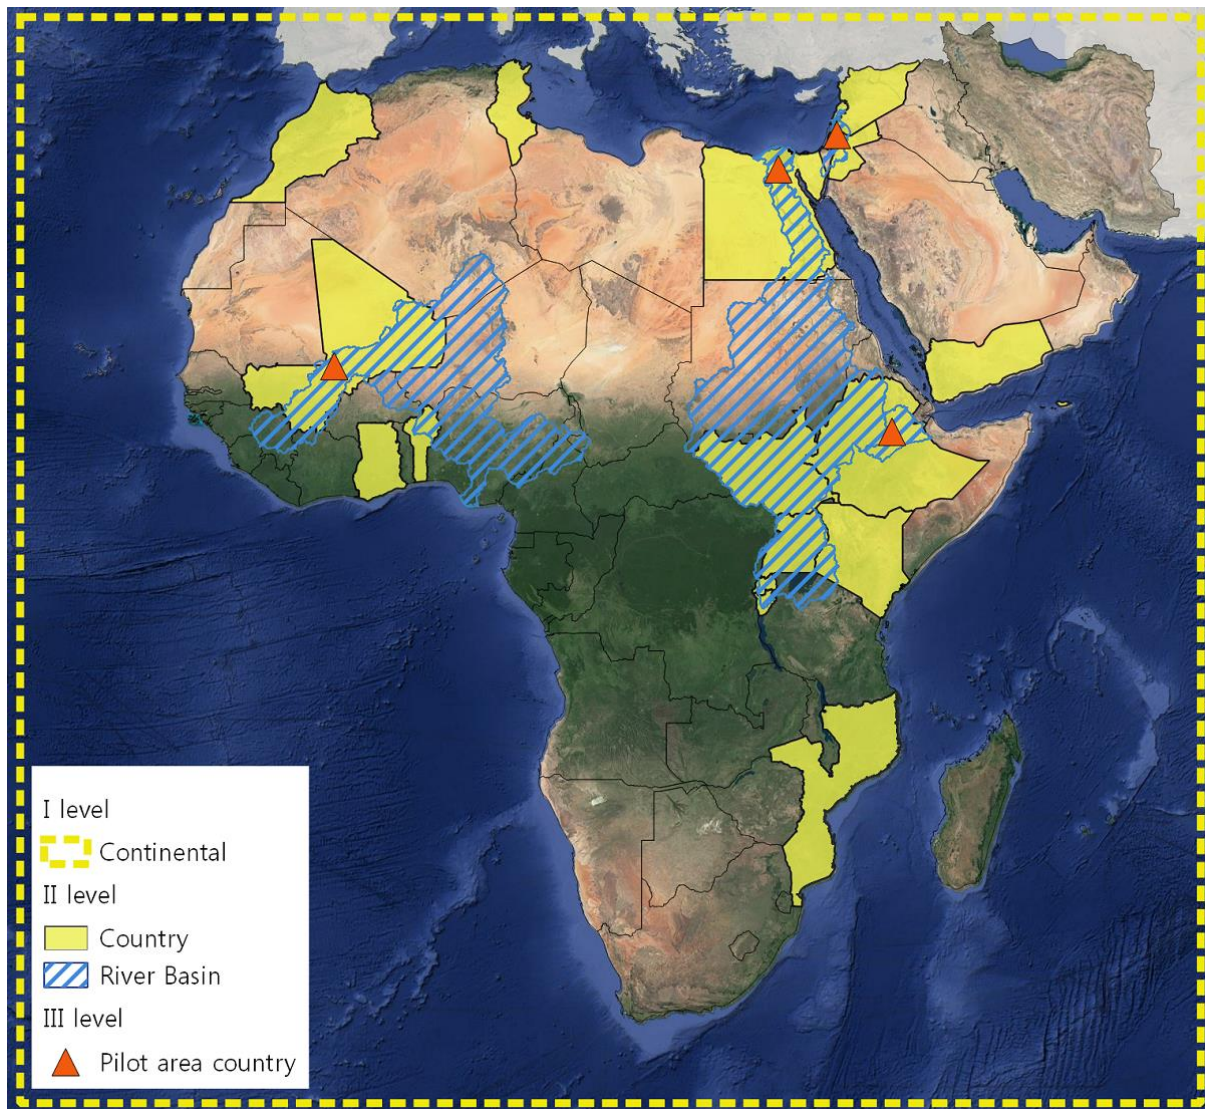 I level
Continental
II level
Country
River Basin
III level
Pilot area country